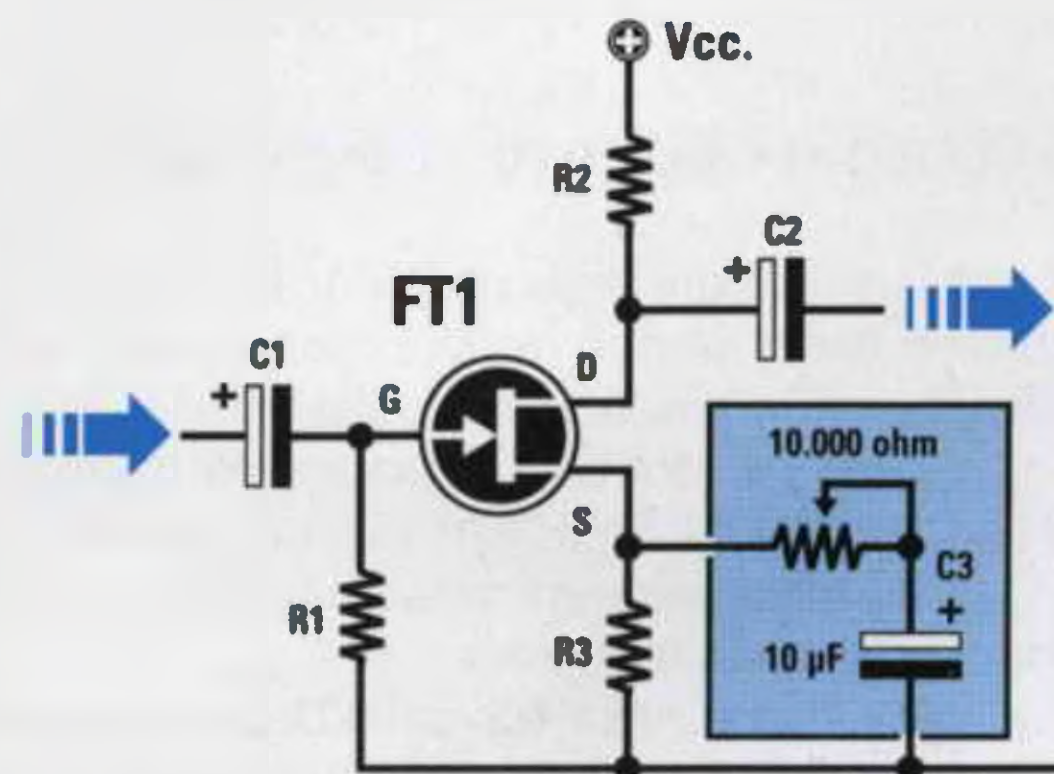 Vcc.
R2
C2
+
FT1
D
C1
+
G
10.000 ohm
S
C3
+
R1
R3
10 µF